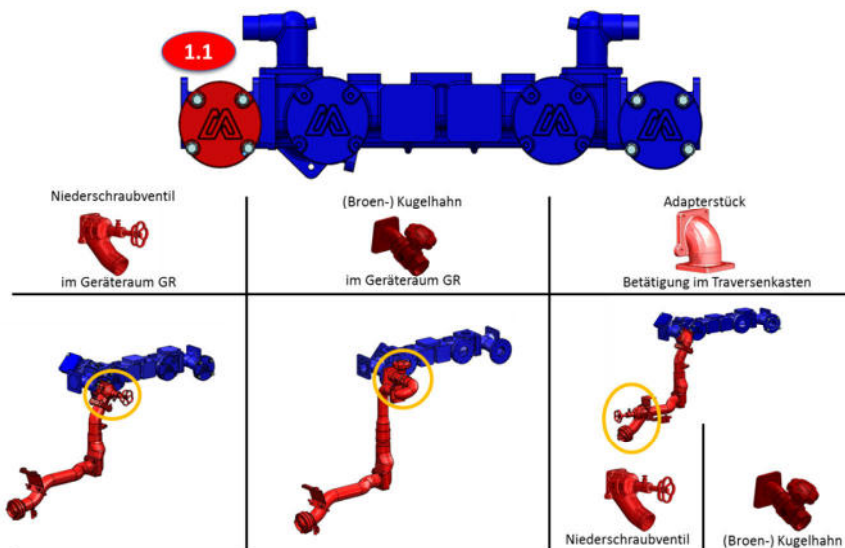 1.1
Niederschraubventil
im Geräteraum GR
(Broen-) Kugelhahn
im Geräteraum GR
Adapterstück
Betätigung im Traversenkasten
Niederschraubventil
(Broen-) Kugelhahn